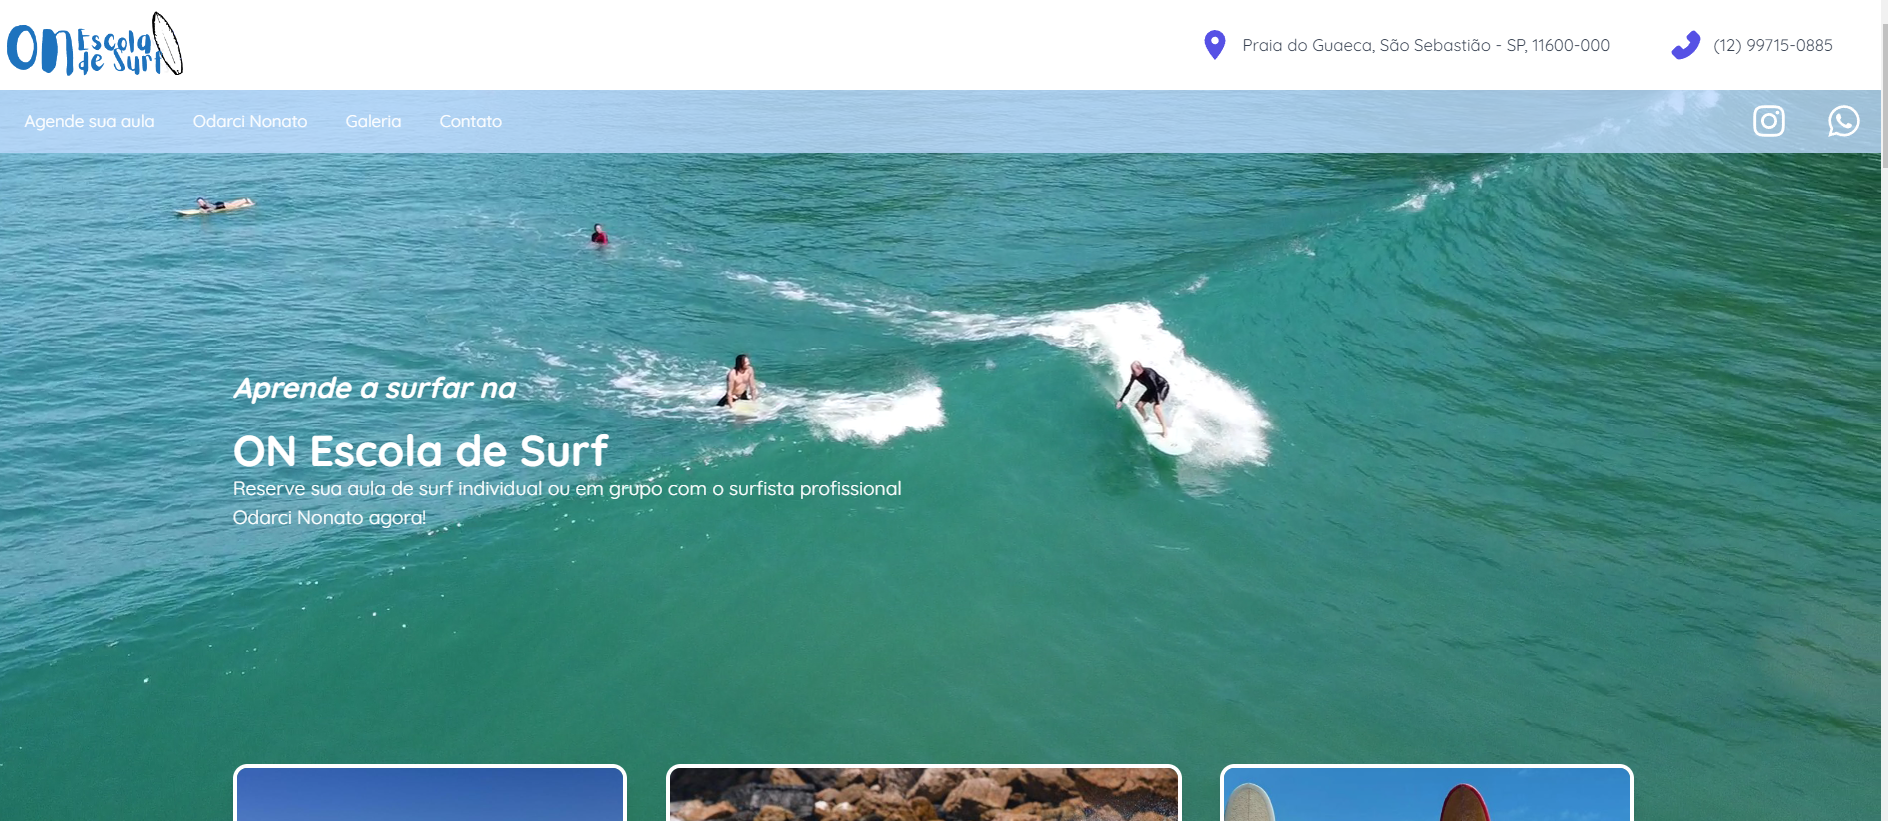 ON Escola
de Surf
Praia do Guaeca, São Sebastião - SP, 11600-000
(12) 99715-0885
Agende sua aula
Odarci Nonato
Galeria
Contato
Aprende a surfar na
ON Escola de Surf
Reserve sua aula de surf individual ou em grupo com o surfista profissional
Odarci Nonato agora!